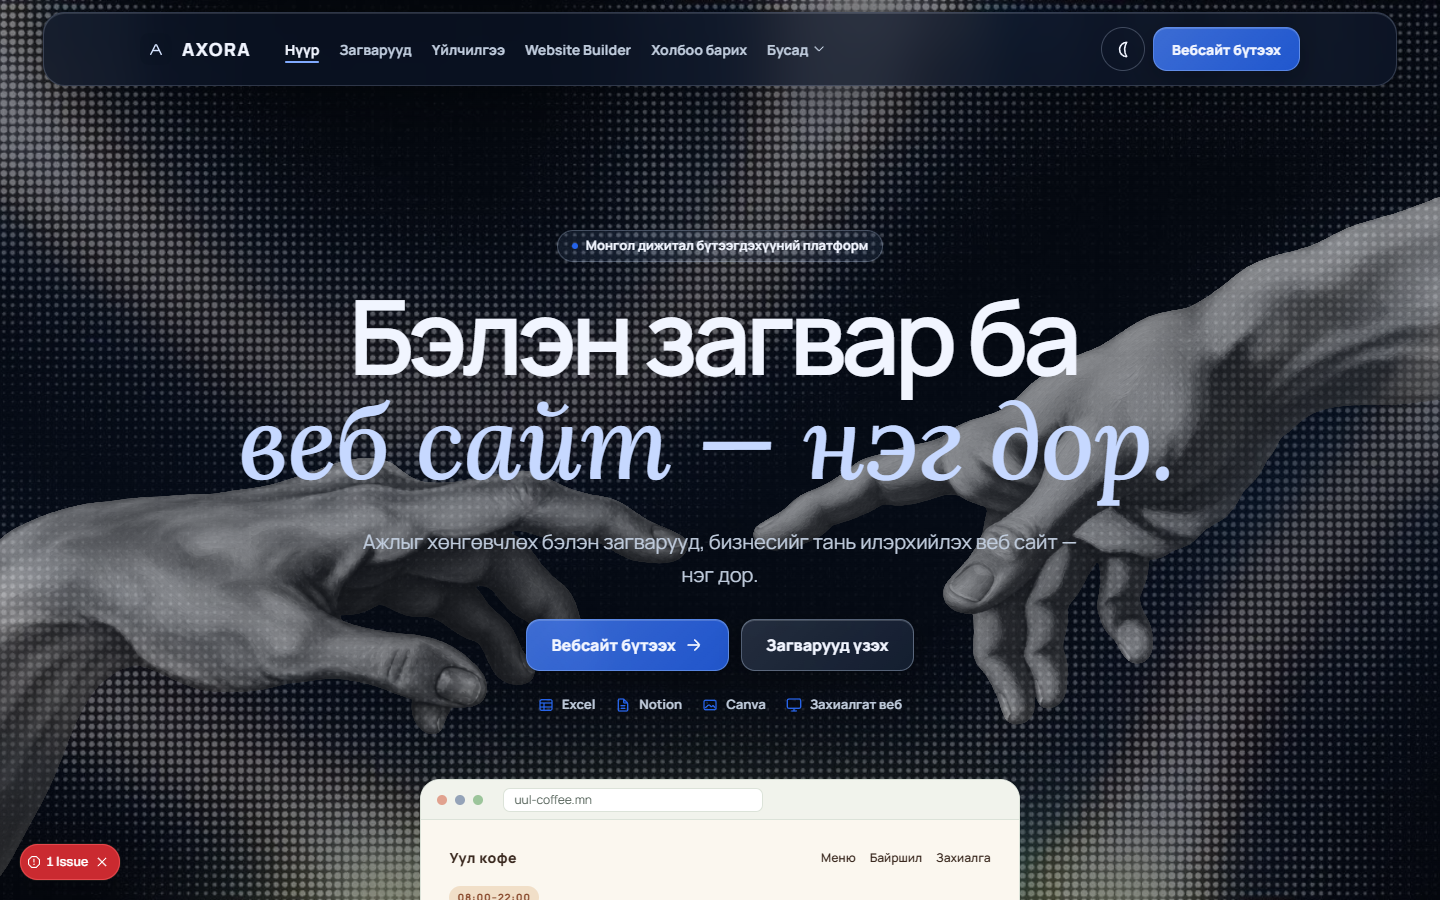 A AXORA Нүүр Загварууд Үйлчилгээ Website Builder Холбоо барих Бусад Вебсайт бүтээх
Монгол дижитал бүтээгдэхүүний платформ
Бэлэн загвар ба
веб сайт — нэг дор.
Ажлыг хөнгөвчлөх бэлэн загварууд, бизнесийг тань илэрхийлэх веб сайт —
нэг дор.
Вебсайт бүтээх → Загварууд үзэх
Excel Notion Canva Захиалгат веб
uul-coffee.mn
Уул кофе Меню Байршил Захиалга
1 Issue
08:00–22:00